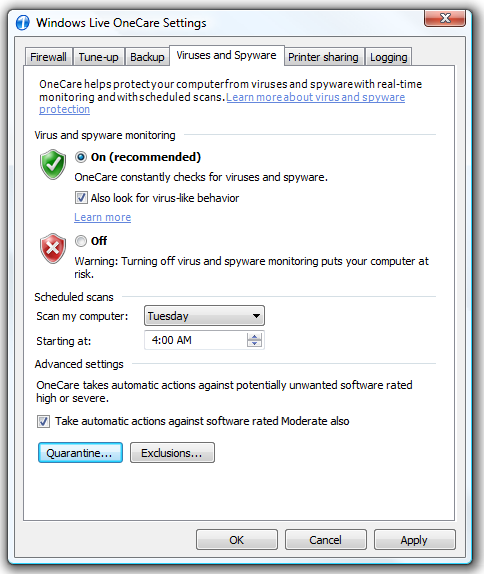 Windows Live OneCare Settings
Firewall Tune-up Backup Viruses and Spyware Printer sharing Logging
OneCare helps protect your computer from viruses and spyware with real-time
monitoring and with scheduled scans. Learn more about virus and spyware
protection
Virus and spyware monitoring
On (recommended)
OneCare constantly checks for viruses and spyware.
Also look for virus-like behavior
Learn more
Off
Warning: Turning off virus and spyware monitoring puts your computer at
risk.
Scheduled scans
Scan my computer: Tuesday
Starting at: 4:00 AM
Advanced settings
OneCare takes automatic actions against potentially unwanted software rated
high or severe.
Take automatic actions against software rated Moderate also
Quarantine... Exclusions...
OK Cancel Apply